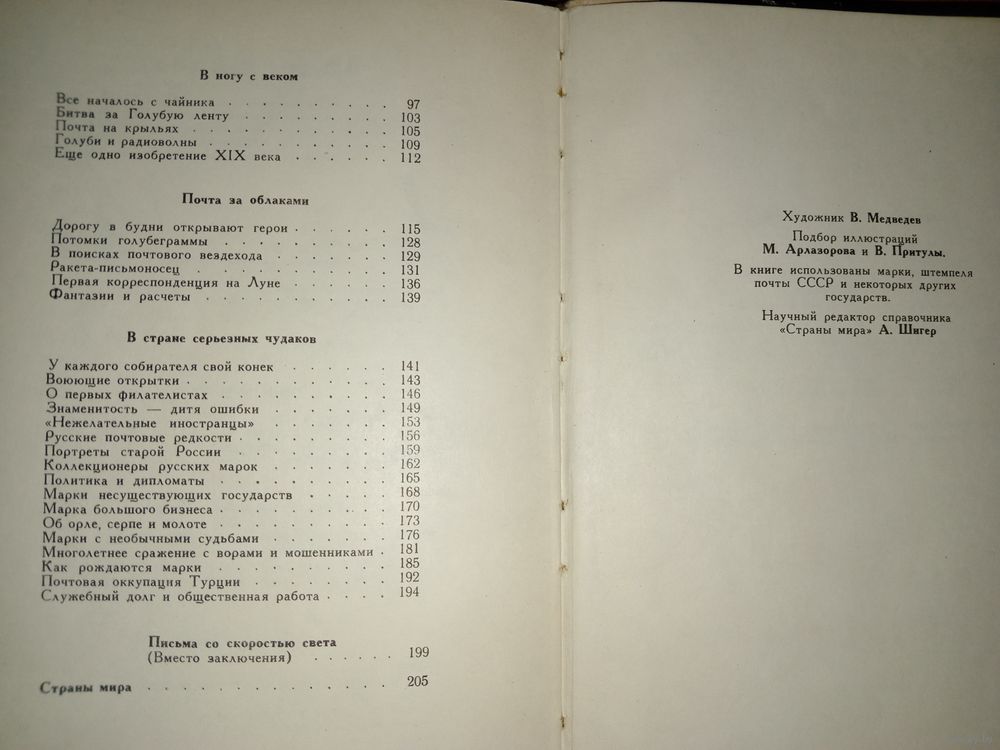 В ногу с веком
Все началось с чайника . . . . . . . . . . 97
Битва за Голубую ленту . . . . . . . . . 103
Почта на крыльях . . . . . . . . . . . 105
Голуби и радиоволны . . . . . . . . . . 109
Еще одно изобретение XIX века . . . . . . 112
Почта за облаками
Дорогу в будни открывают герои . . . . . . 115
Потомки голубеграммы . . . . . . . . . 128
В поисках почтового вездехода . . . . . . . 129
Ракета-письмоносец . . . . . . . . . . 131
Первая корреспонденция на Луне . . . . . . 136
Фантазии и расчеты . . . . . . . . . . 139
В стране серьезных чудаков
У каждого собирателя свой конек . . . . . . 141
Воюющие открытки . . . . . . . . . . . 143
О первых филателистах . . . . . . . . . 146
Знаменитость — дитя ошибки . . . . . . . 149
«Нежелательные иностранцы» . . . . . . . 153
Русские почтовые редкости . . . . . . . . 156
Портреты старой России . . . . . . . . . 159
Коллекционеры русских марок . . . . . . . 162
Политика и дипломаты . . . . . . . . . 165
Марки несуществующих государств . . . . . 168
Марка большого бизнеса . . . . . . . . . 170
Об орле, серпе и молоте . . . . . . . . . 173
Марки с необычными судьбами . . . . . . . 176
Многолетнее сражение с ворами и мошенниками . 181
Как рождаются марки . . . . . . . . . 185
Почтовая оккупация Турции . . . . . . . . 192
Служебный долг и общественная работа . . . . 194
Письма со скоростью света
(Вместо заключения) . . . . . . 199
Страны мира . . . . . . . . . . . . . 205
Художник В. Медведев
Подбор иллюстраций
М. Арлазорова и В. Притулы.
В книге использованы марки, штемпеля
почты СССР и некоторых других
государств.
Научный редактор справочника
«Страны мира» А. Шигер